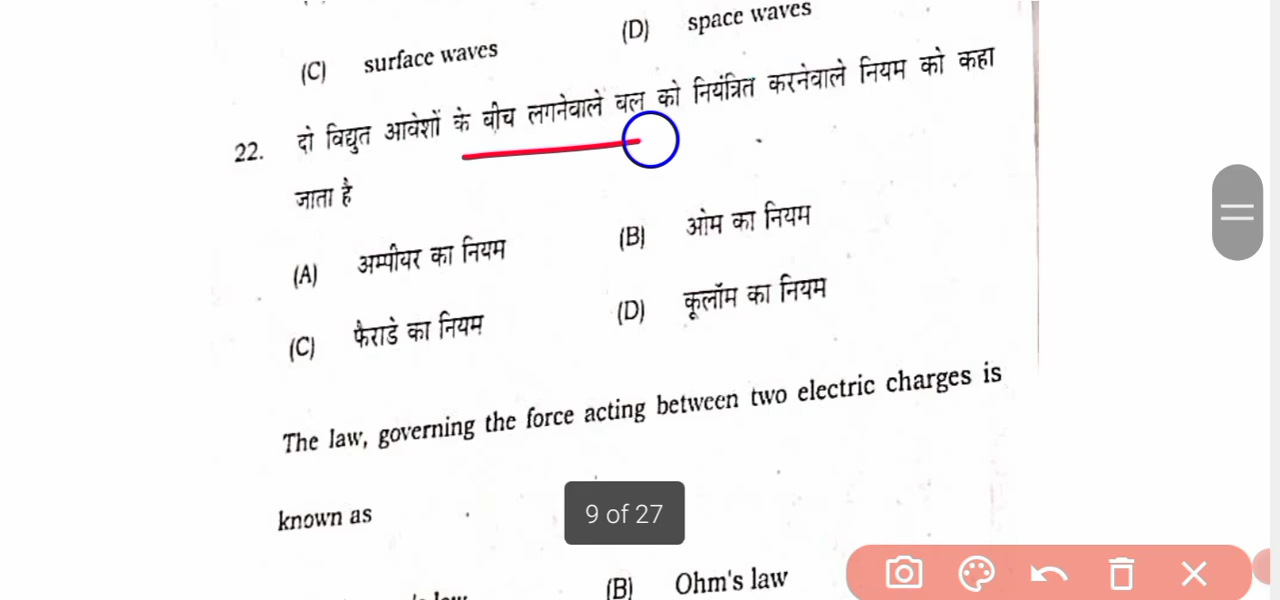 (C) surface waves (D) space waves
22. दो विद्युत आवेशों के बीच लगनेवाले बल को नियंत्रित करनेवाले नियम को कहा
जाता है
(A) अम्पीयर का नियम (B) ओम का नियम
(C) फैराडे का नियम (D) कूलॉम का नियम
The law, governing the force acting between two electric charges is
known as
9 of 27
(B) Ohm's law